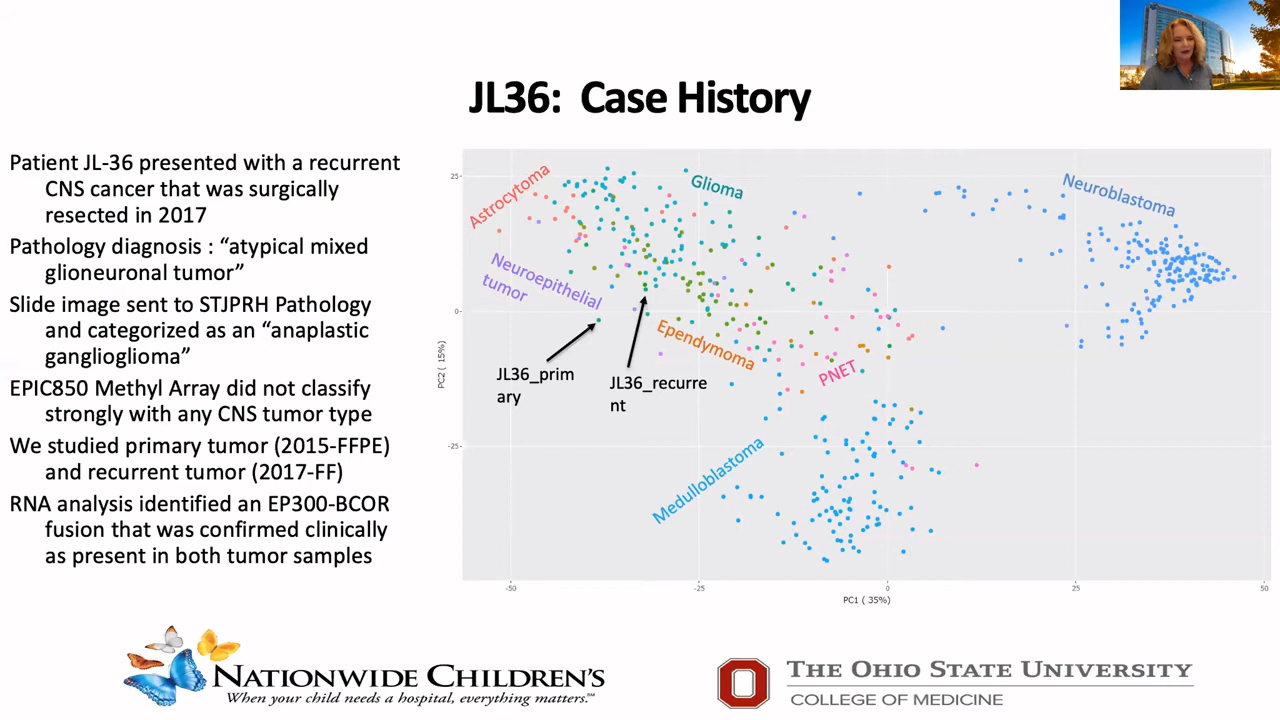 JL36:  Case History
Patient JL-36 presented with a recurrent
CNS cancer that was surgically
resected in 2017
Pathology diagnosis : “atypical mixed
glioneuronal tumor”
Slide image sent to STJPRH Pathology
and categorized as an “anaplastic
ganglioglioma”
EPIC850 Methyl Array did not classify
strongly with any CNS tumor type
We studied primary tumor (2015-FFPE)
and recurrent tumor (2017-FF)
RNA analysis identified an EP300-BCOR
fusion that was confirmed clinically
as present in both tumor samples
Astrocytoma
Glioma
Neuroblastoma
Neuroepithelial
tumor
Ependymoma
PNET
Medulloblastoma
JL36_prim
ary
JL36_recurre
nt
25
0
-25
PC2 ( 15%)
-50
-25
0
25
50
PC1 ( 35%)
NATIONWIDE CHILDREN'S
When your child needs a hospital, everything matters.℠
THE OHIO STATE UNIVERSITY
COLLEGE OF MEDICINE